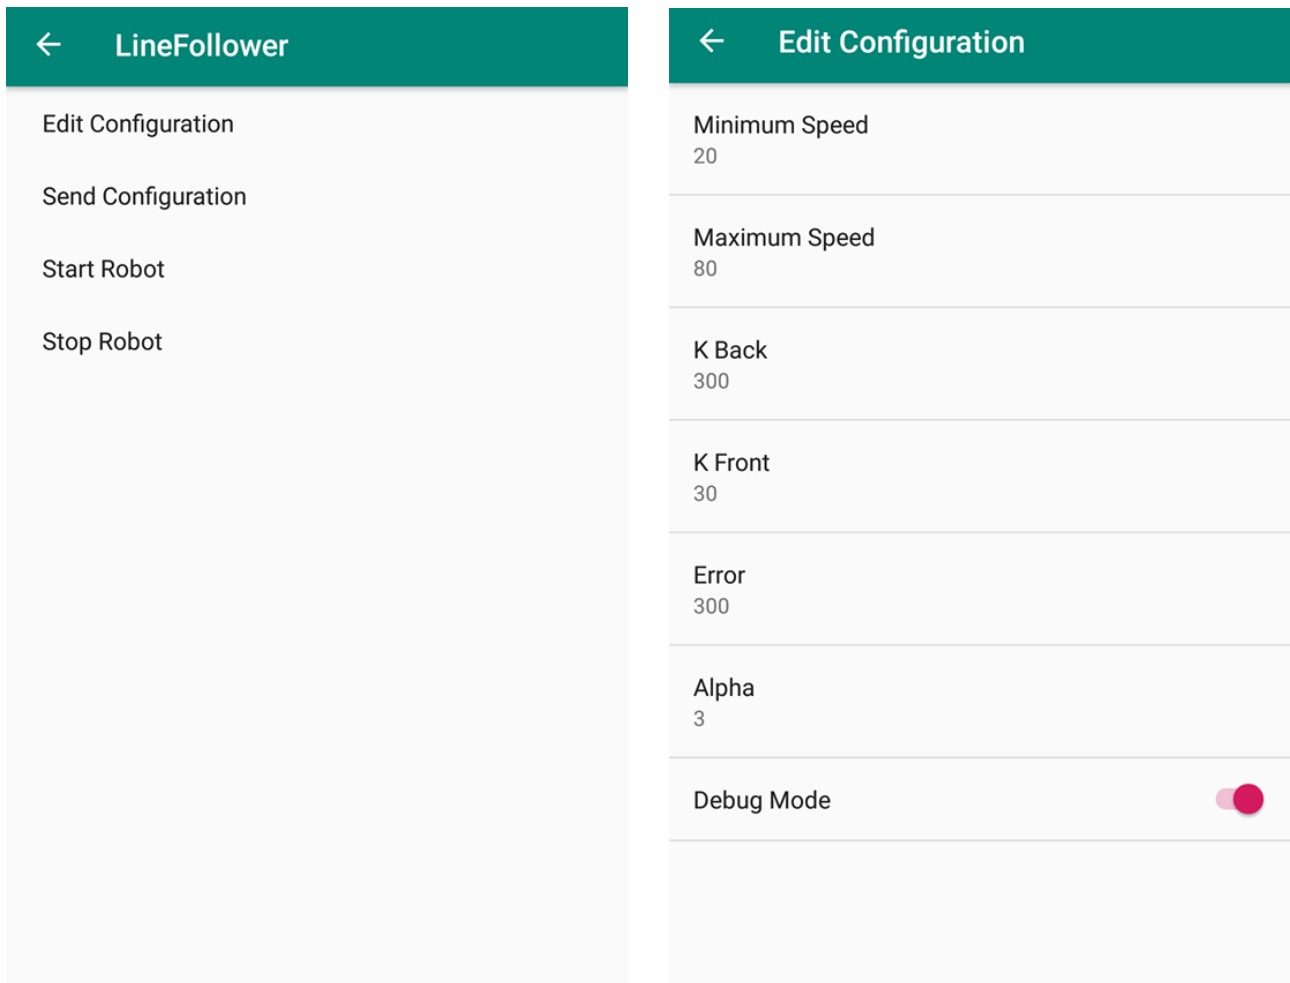 LineFollower
Edit Configuration
Send Configuration
Start Robot
Stop Robot
Edit Configuration
Minimum Speed
20
Maximum Speed
80
K Back
300
K Front
30
Error
300
Alpha
3
Debug Mode